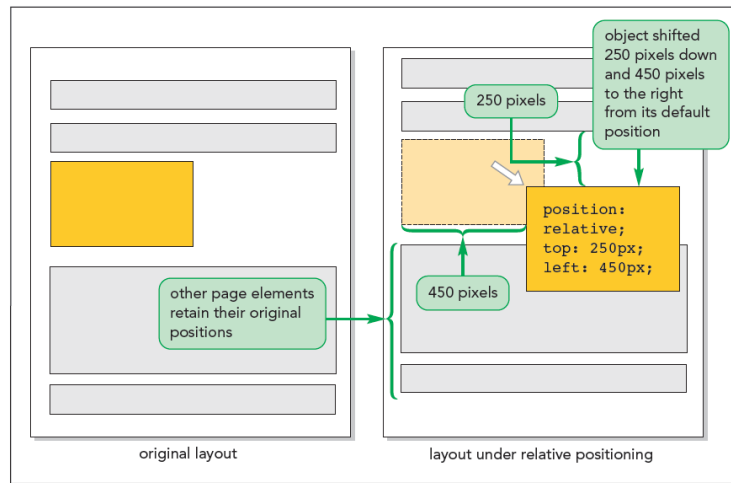 object shifted
250 pixels down
and 450 pixels
to the right
from its default
position
250 pixels
position:
relative;
top: 250px;
left: 450px;
other page elements
retain their original
positions
450 pixels
original layout
layout under relative positioning